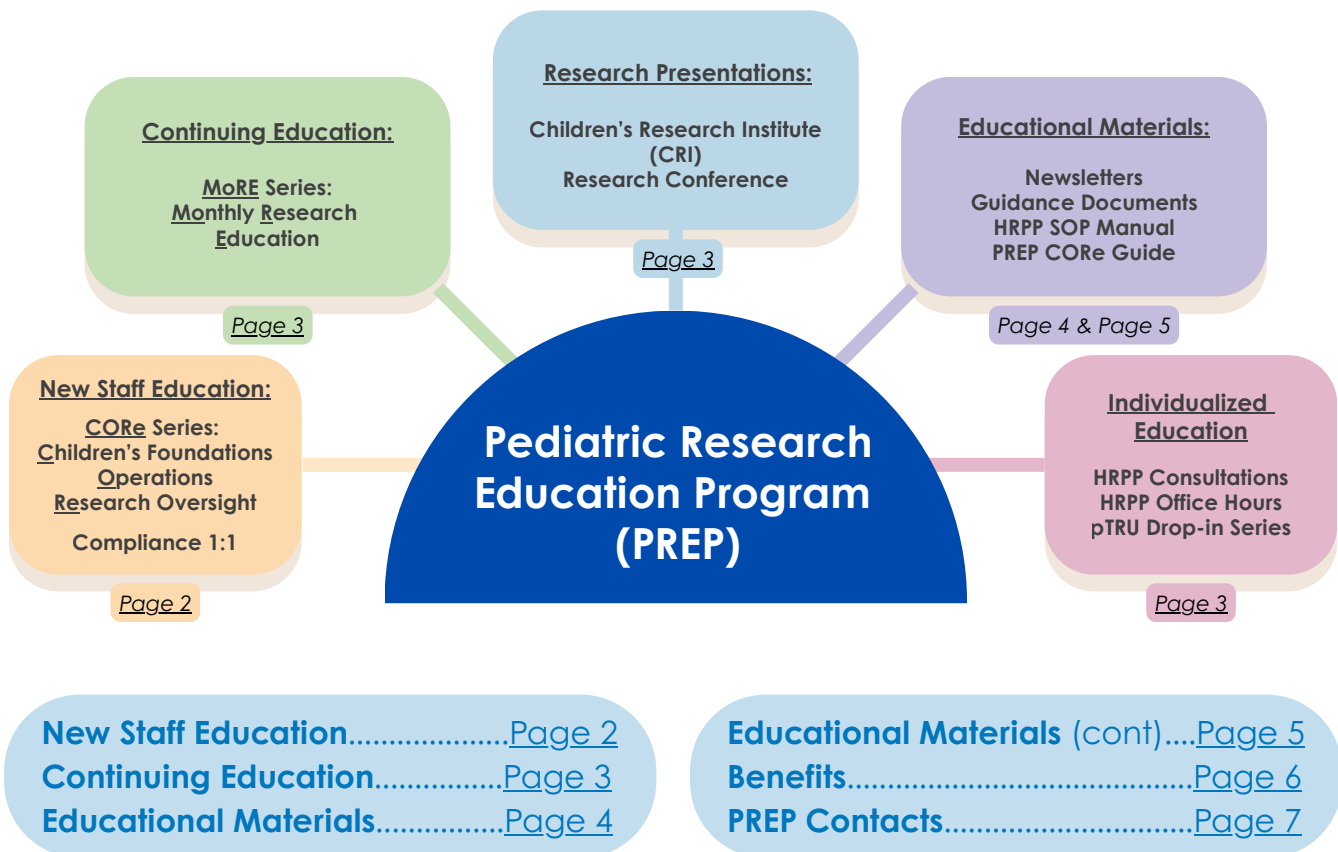 Research Presentations:
Children's Research Institute
(CRI)
Research Conference
Page 3
Continuing Education:
MoRE Series:
Monthly Research
Education
Page 3
Educational Materials:
Newsletters
Guidance Documents
HRPP SOP Manual
PREP CORe Guide
Page 4 & Page 5
New Staff Education:
CORe Series:
Children's Foundations
Operations
Research Oversight
Compliance 1:1
Page 2
Individualized
Education
HRPP Consultations
HRPP Office Hours
pTRU Drop-in Series
Page 3
Pediatric Research
Education Program
(PREP)
New Staff Education....................Page 2
Continuing Education................Page 3
Educational Materials................Page 4
Educational Materials (cont)....Page 5
Benefits..........................................Page 6
PREP Contacts..............................Page 7